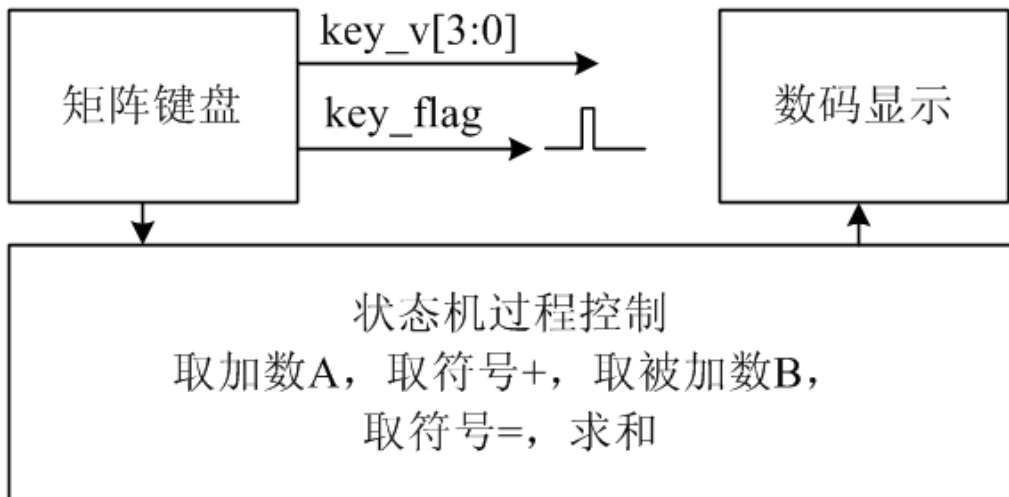 key_v[3:0]
矩阵键盘
key_flag
数码显示
状态机过程控制
取加数A，取符号+，取被加数B，
取符号=，求和